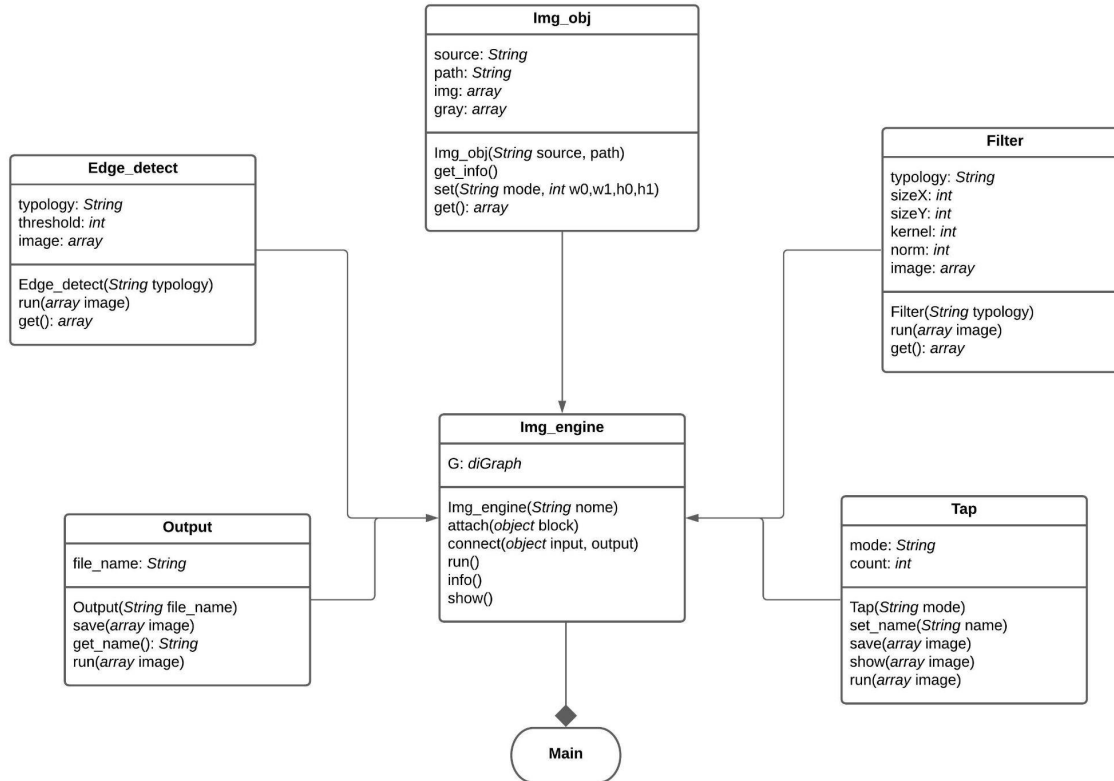 Img_obj
source: String
path: String
img: array
gray: array
Img_obj(String source, path)
get_info()
set(String mode, int w0,w1,h0,h1)
get(): array
Edge_detect
typology: String
threshold: int
image: array
Edge_detect(String typology)
run(array image)
get(): array
Filter
typology: String
sizeX: int
sizeY: int
kernel: int
norm: int
image: array
Filter(String typology)
run(array image)
get(): array
Img_engine
G: diGraph
Img_engine(String nome)
attach(object block)
connect(object input, output)
run()
info()
show()
Output
file_name: String
Output(String file_name)
save(array image)
get_name(): String
run(array image)
Tap
mode: String
count: int
Tap(String mode)
set_name(String name)
save(array image)
show(array image)
run(array image)
Main